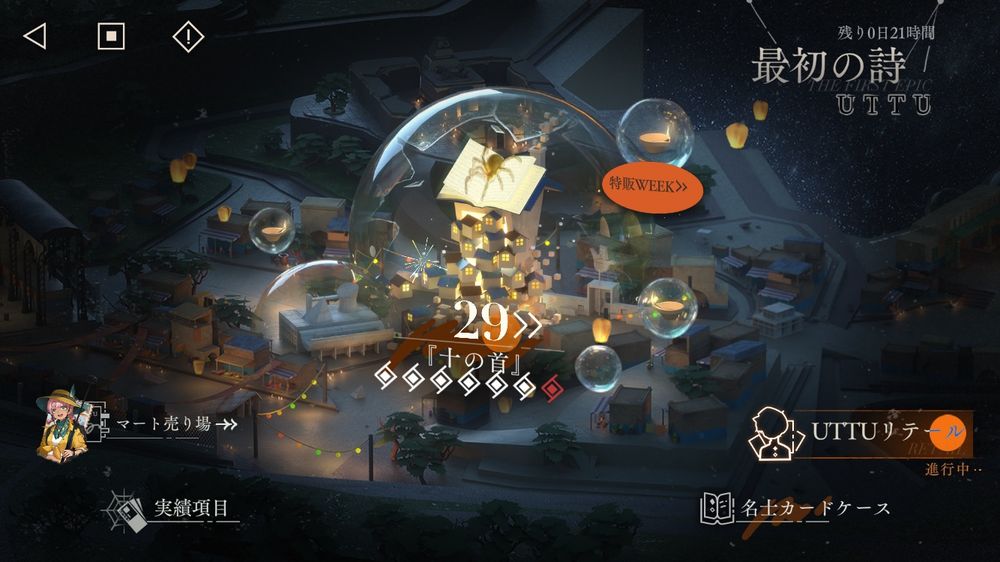 残り0日21時間
最初の詩
THE FIRST EPIC
UTTU
特販WEEK
29
『十の首』
マート売り場
UTTUリテール
RETAIL
進行中··
実績項目
名士カードケース